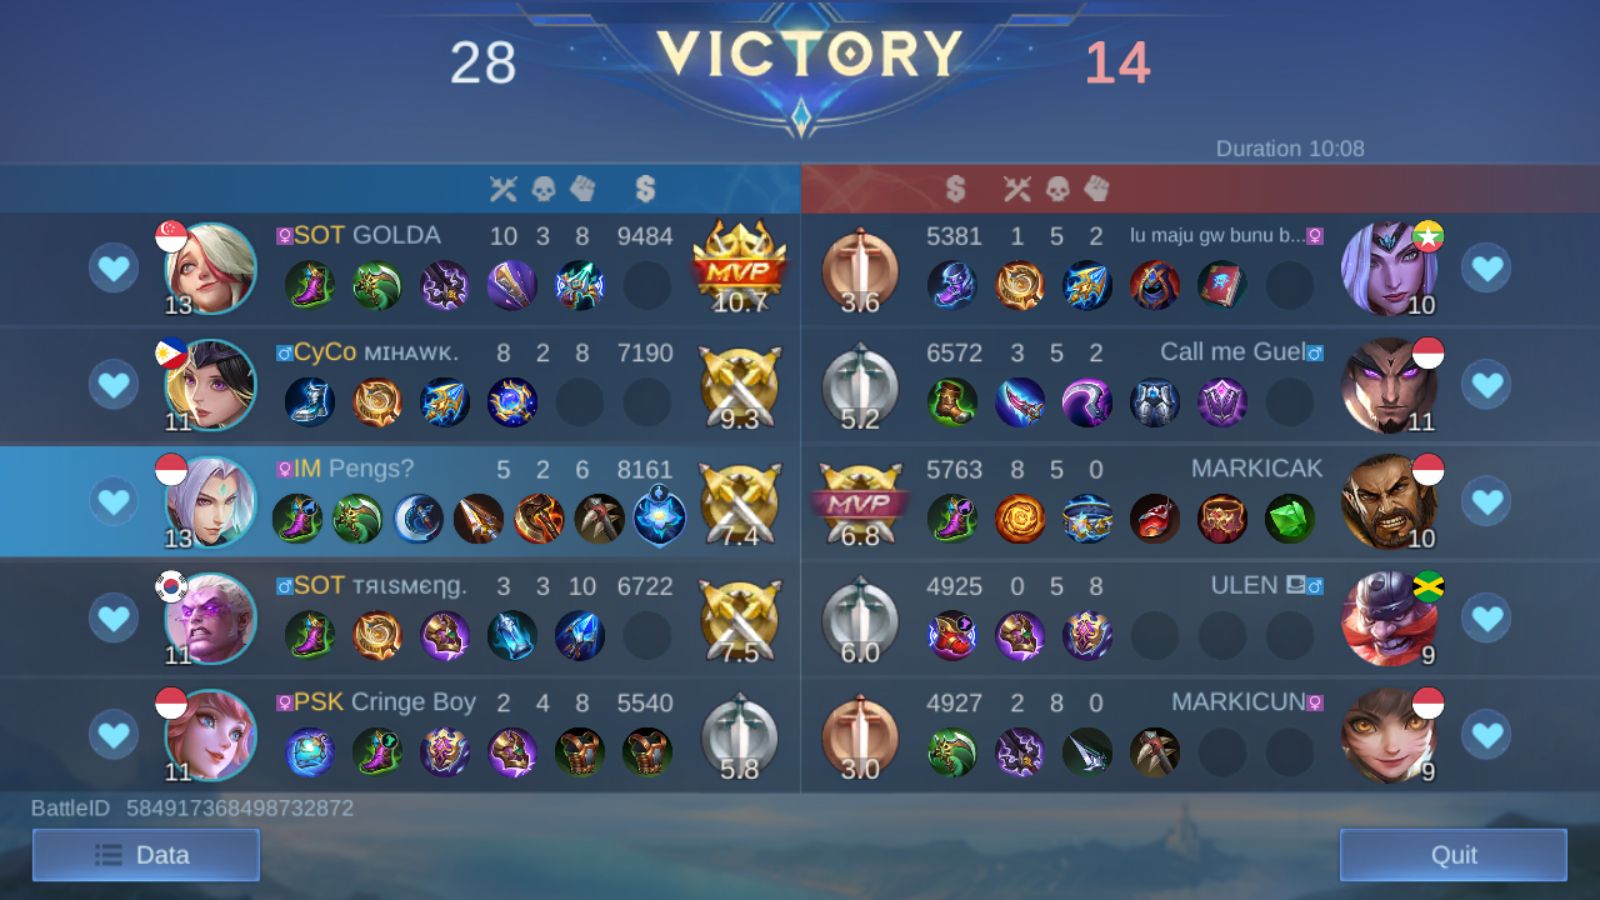 28 VICTORY 14
Duration 10:08
SOT GOLDA 10 3 8 9484 MVP 10.7 13
3.6 5381 1 5 2 lu maju gw bunu b... 10
CyCo MIHAWK. 8 2 8 7190 9.3 11
5.2 6572 3 5 2 Call me Guel 11
IM Pengs? 5 2 6 8161 7.4 13
MVP 6.8 5763 8 5 0 MARKICAK 10
SOT тяιsмєηg. 3 3 10 6722 7.5 11
6.0 4925 0 5 8 ULEN 9
PSK Cringe Boy 2 4 8 5540 5.8 11
3.0 4927 2 8 0 MARKICUN 9
BattleID 584917368498732872
Data
Quit